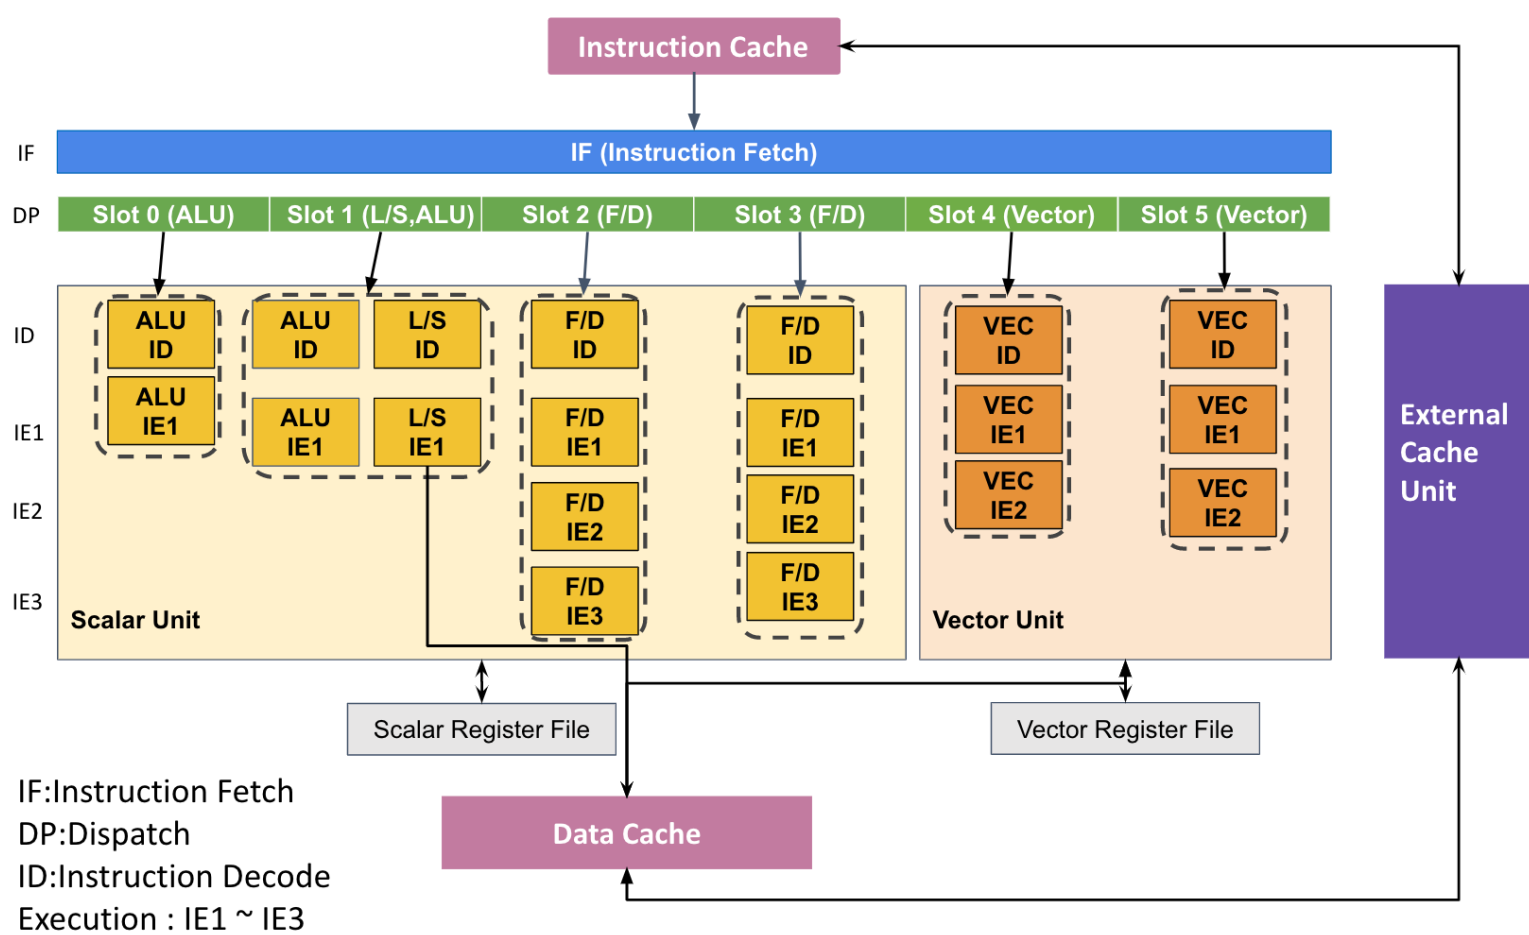 Instruction Cache
IF
IF (Instruction Fetch)
DP
Slot 0 (ALU)
Slot 1 (L/S,ALU)
Slot 2 (F/D)
Slot 3 (F/D)
Slot 4 (Vector)
Slot 5 (Vector)
ID
ALU
ID
ALU
ID
L/S
ID
F/D
ID
F/D
ID
VEC
ID
VEC
ID
IE1
ALU
IE1
ALU
IE1
L/S
IE1
F/D
IE1
F/D
IE1
VEC
IE1
VEC
IE1
IE2
F/D
IE2
F/D
IE2
VEC
IE2
VEC
IE2
IE3
F/D
IE3
F/D
IE3
Scalar Unit
Vector Unit
External
Cache
Unit
Scalar Register File
Vector Register File
Data Cache
IF:Instruction Fetch
DP:Dispatch
ID:Instruction Decode
Execution : IE1 ~ IE3